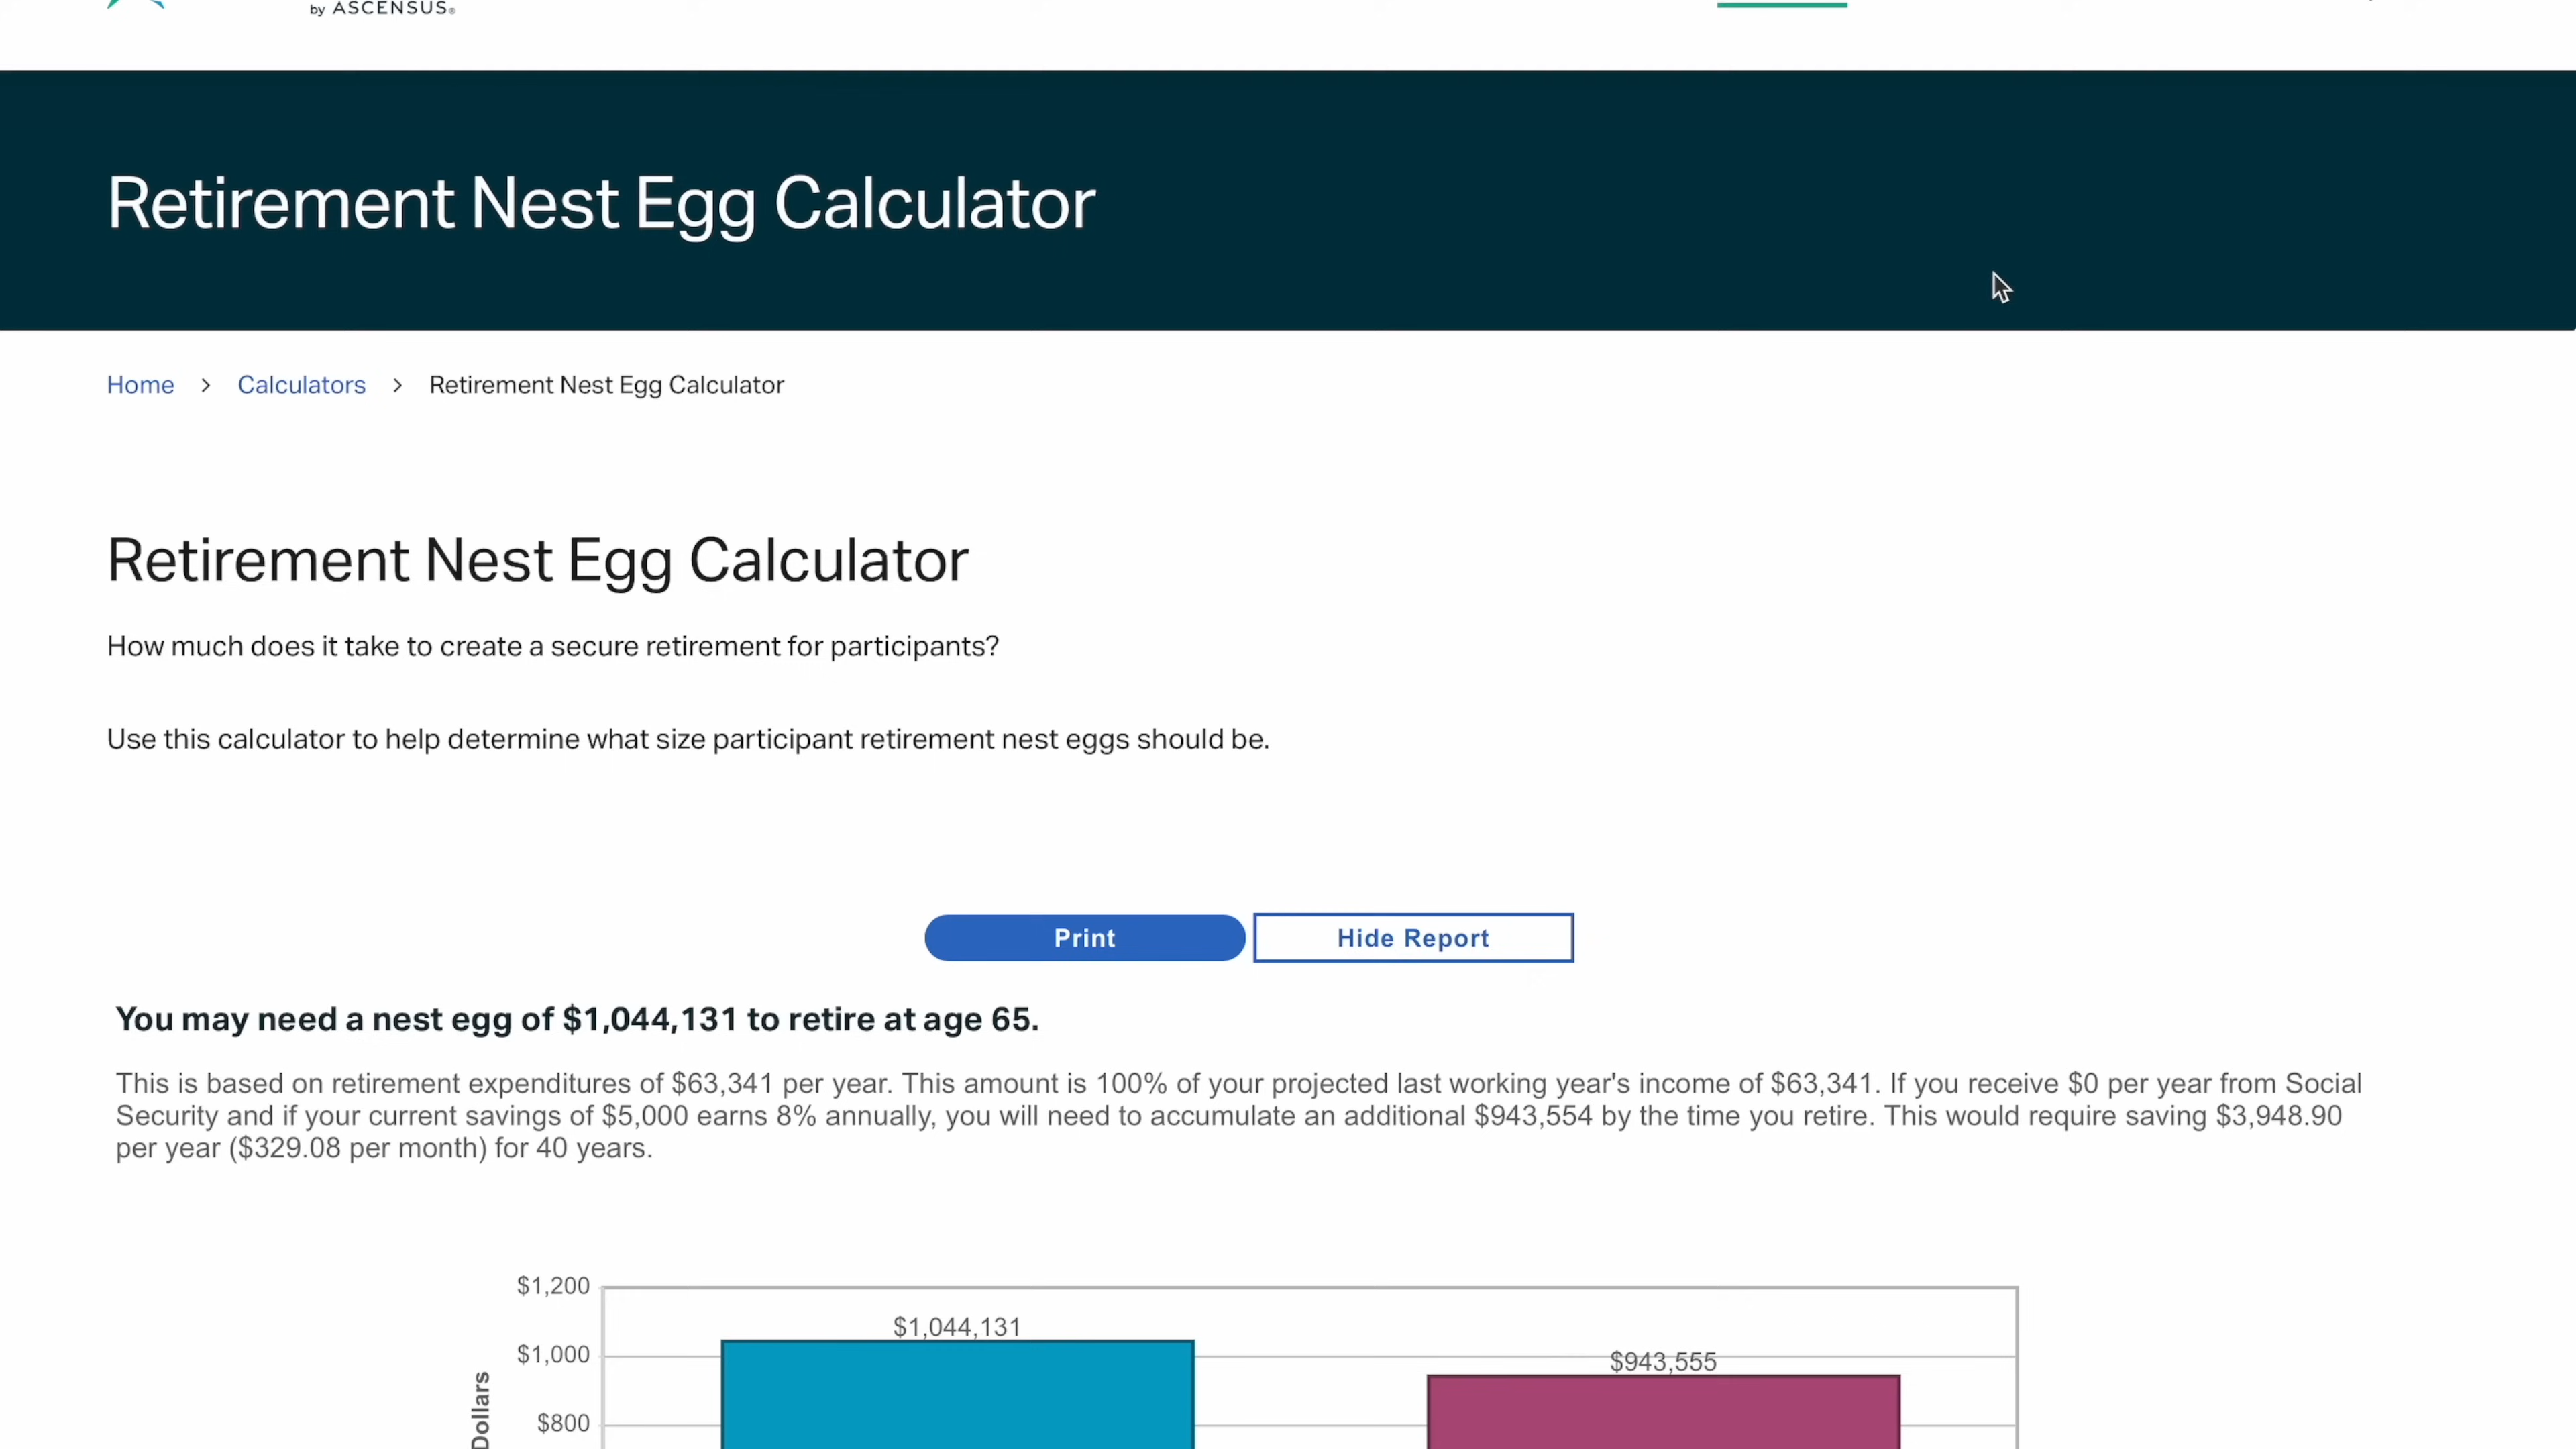 by ASCENSUS®
Retirement Nest Egg Calculator
Home > Calculators > Retirement Nest Egg Calculator
Retirement Nest Egg Calculator
How much does it take to create a secure retirement for participants?
Use this calculator to help determine what size participant retirement nest eggs should be.
Print Hide Report
You may need a nest egg of $1,044,131 to retire at age 65.
This is based on retirement expenditures of $63,341 per year. This amount is 100% of your projected last working year's income of $63,341. If you receive $0 per year from Social
Security and if your current savings of $5,000 earns 8% annually, you will need to accumulate an additional $943,554 by the time you retire. This would require saving $3,948.90
per year ($329.08 per month) for 40 years.
$1,200
$1,044,131
$1,000
$943,555
$800
Dollars